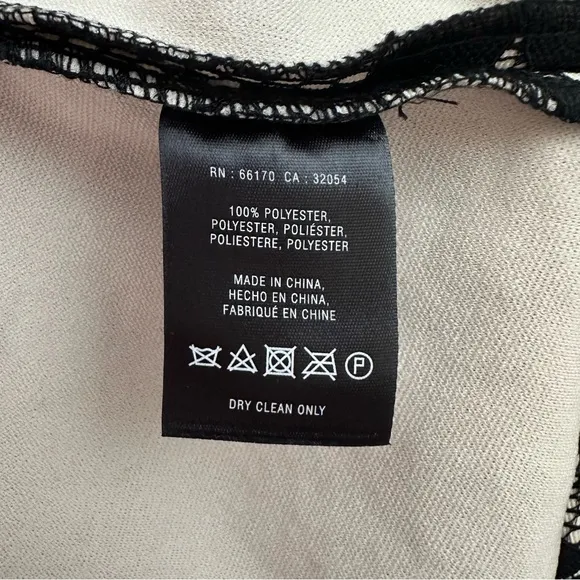 RN : 66170 CA : 32054
100% POLYESTER,
POLYESTER, POLIÉSTER,
POLIESTERE, POLYESTER
MADE IN CHINA,
HECHO EN CHINA,
FABRIQUÉ EN CHINE
P
DRY CLEAN ONLY